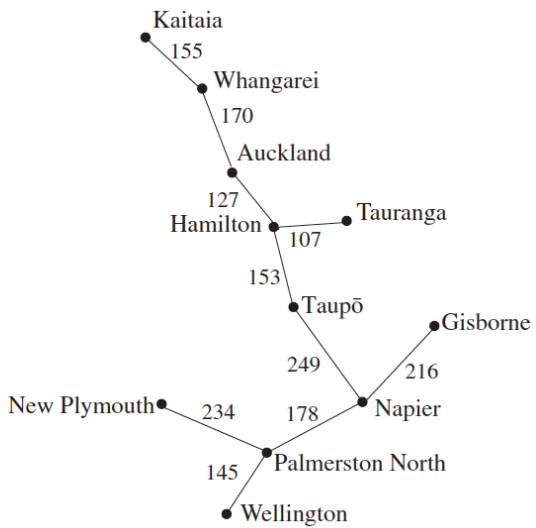 Kaitaia
155
Whangarei
170
Auckland
127
Tauranga
Hamilton
107
153
Taupō
Gisborne
249
216
New Plymouth
234
178
Napier
145
Palmerston North
Wellington